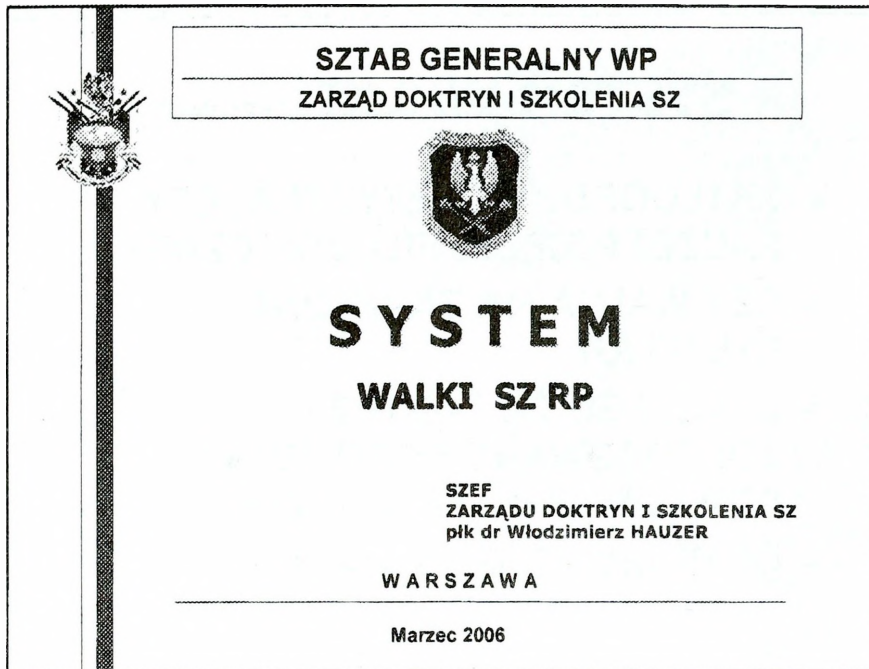 SZTAB GENERALNY WP
ZARZĄD DOKTRYN I SZKOLENIA SZ
SYSTEM
WALKI SZ RP
SZEF
ZARZĄDU DOKTRYN I SZKOLENIA SZ
płk dr Włodzimierz HAUZER
WARSZAWA
Marzec 2006